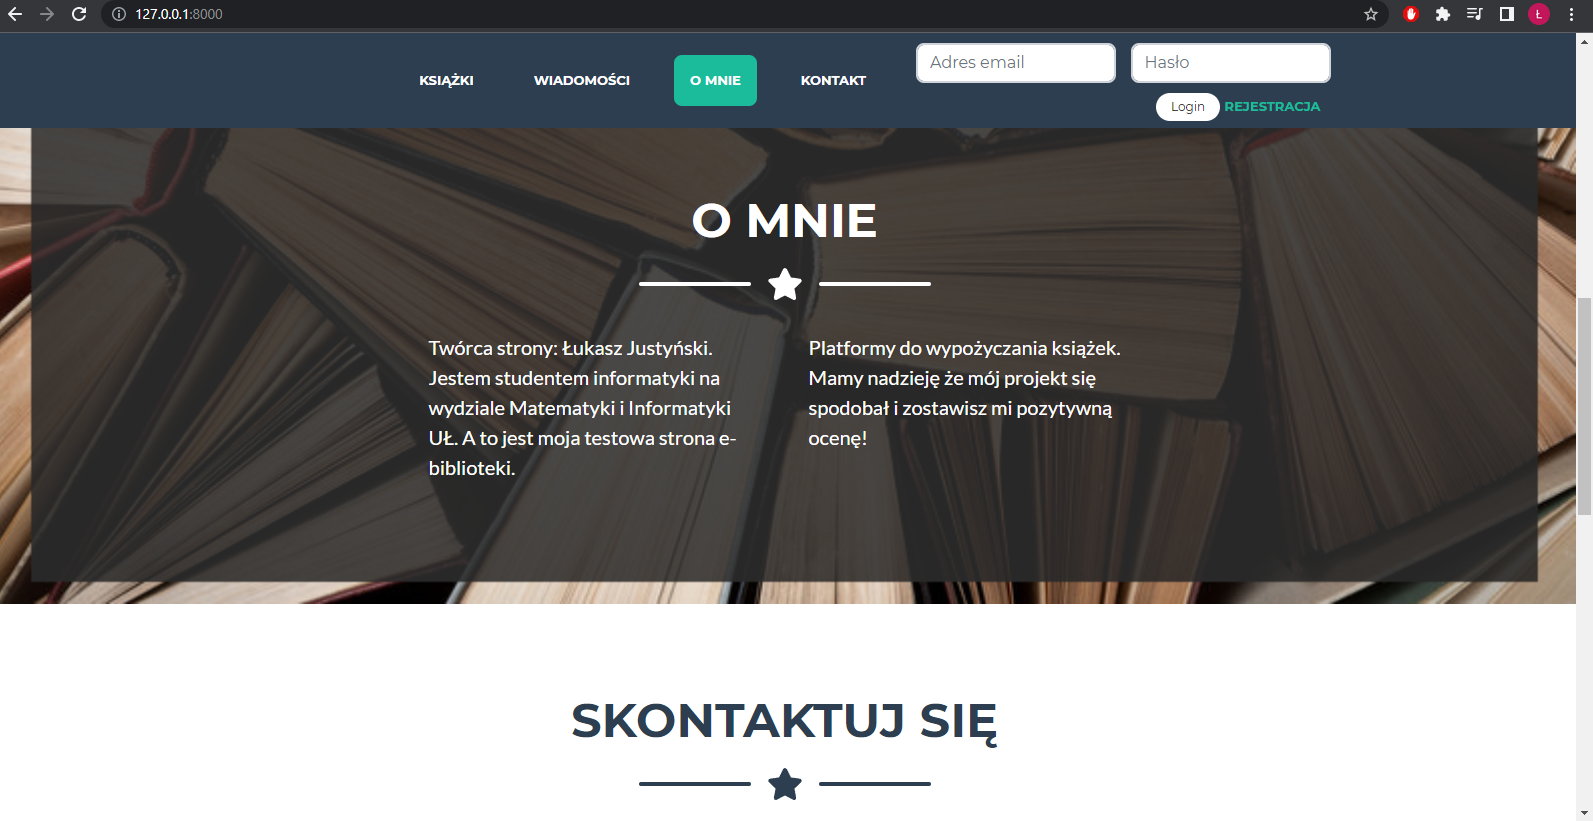 127.0.0.1:8000
Ł
KSIĄŻKI
WIADOMOŚCI
O MNIE
KONTAKT
Adres email
Hasło
Login
REJESTRACJA
O MNIE
Twórca strony: Łukasz Justyński.
Jestem studentem informatyki na
wydziale Matematyki i Informatyki
UŁ. A to jest moja testowa strona e-
biblioteki.
Platformy do wypożyczania książek.
Mamy nadzieję że mój projekt się
spodobał i zostawisz mi pozytywną
ocenę!
SKONTAKTUJ SIĘ